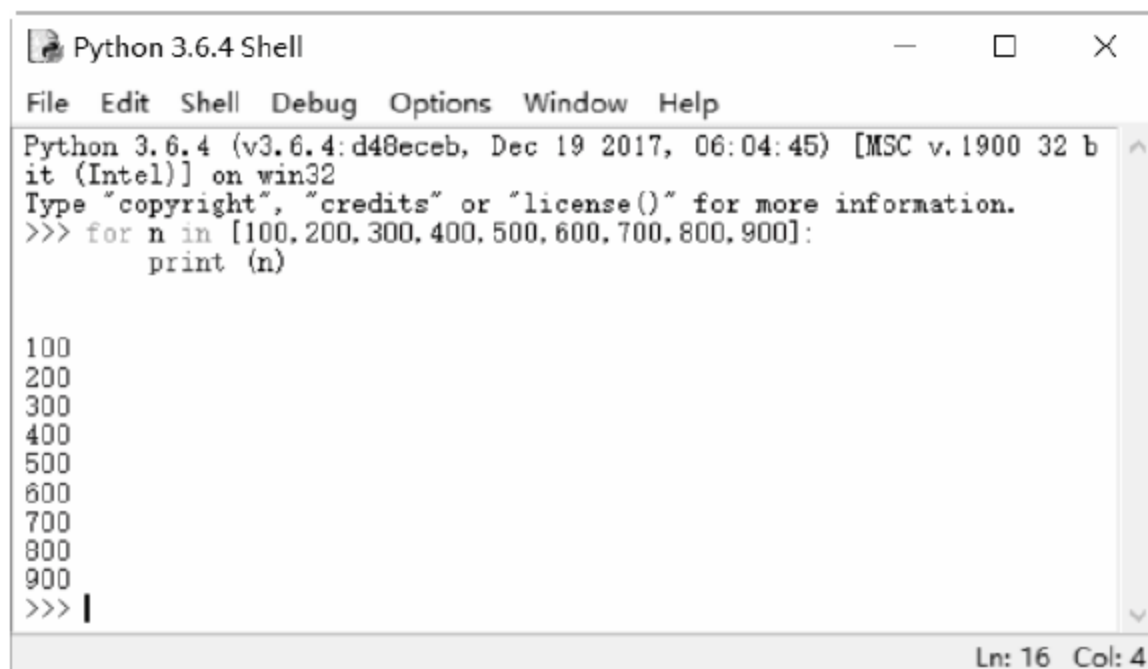 Python 3.6.4 Shell
File Edit Shell Debug Options Window Help
Python 3.6.4 (v3.6.4:d48eceb, Dec 19 2017, 06:04:45) [MSC v.1900 32 b
it (Intel)] on win32
Type "copyright", "credits" or "license()" for more information.
>>> for n in [100,200,300,400,500,600,700,800,900]:
        print (n)
100
200
300
400
500
600
700
800
900
>>>
Ln: 16 Col: 4